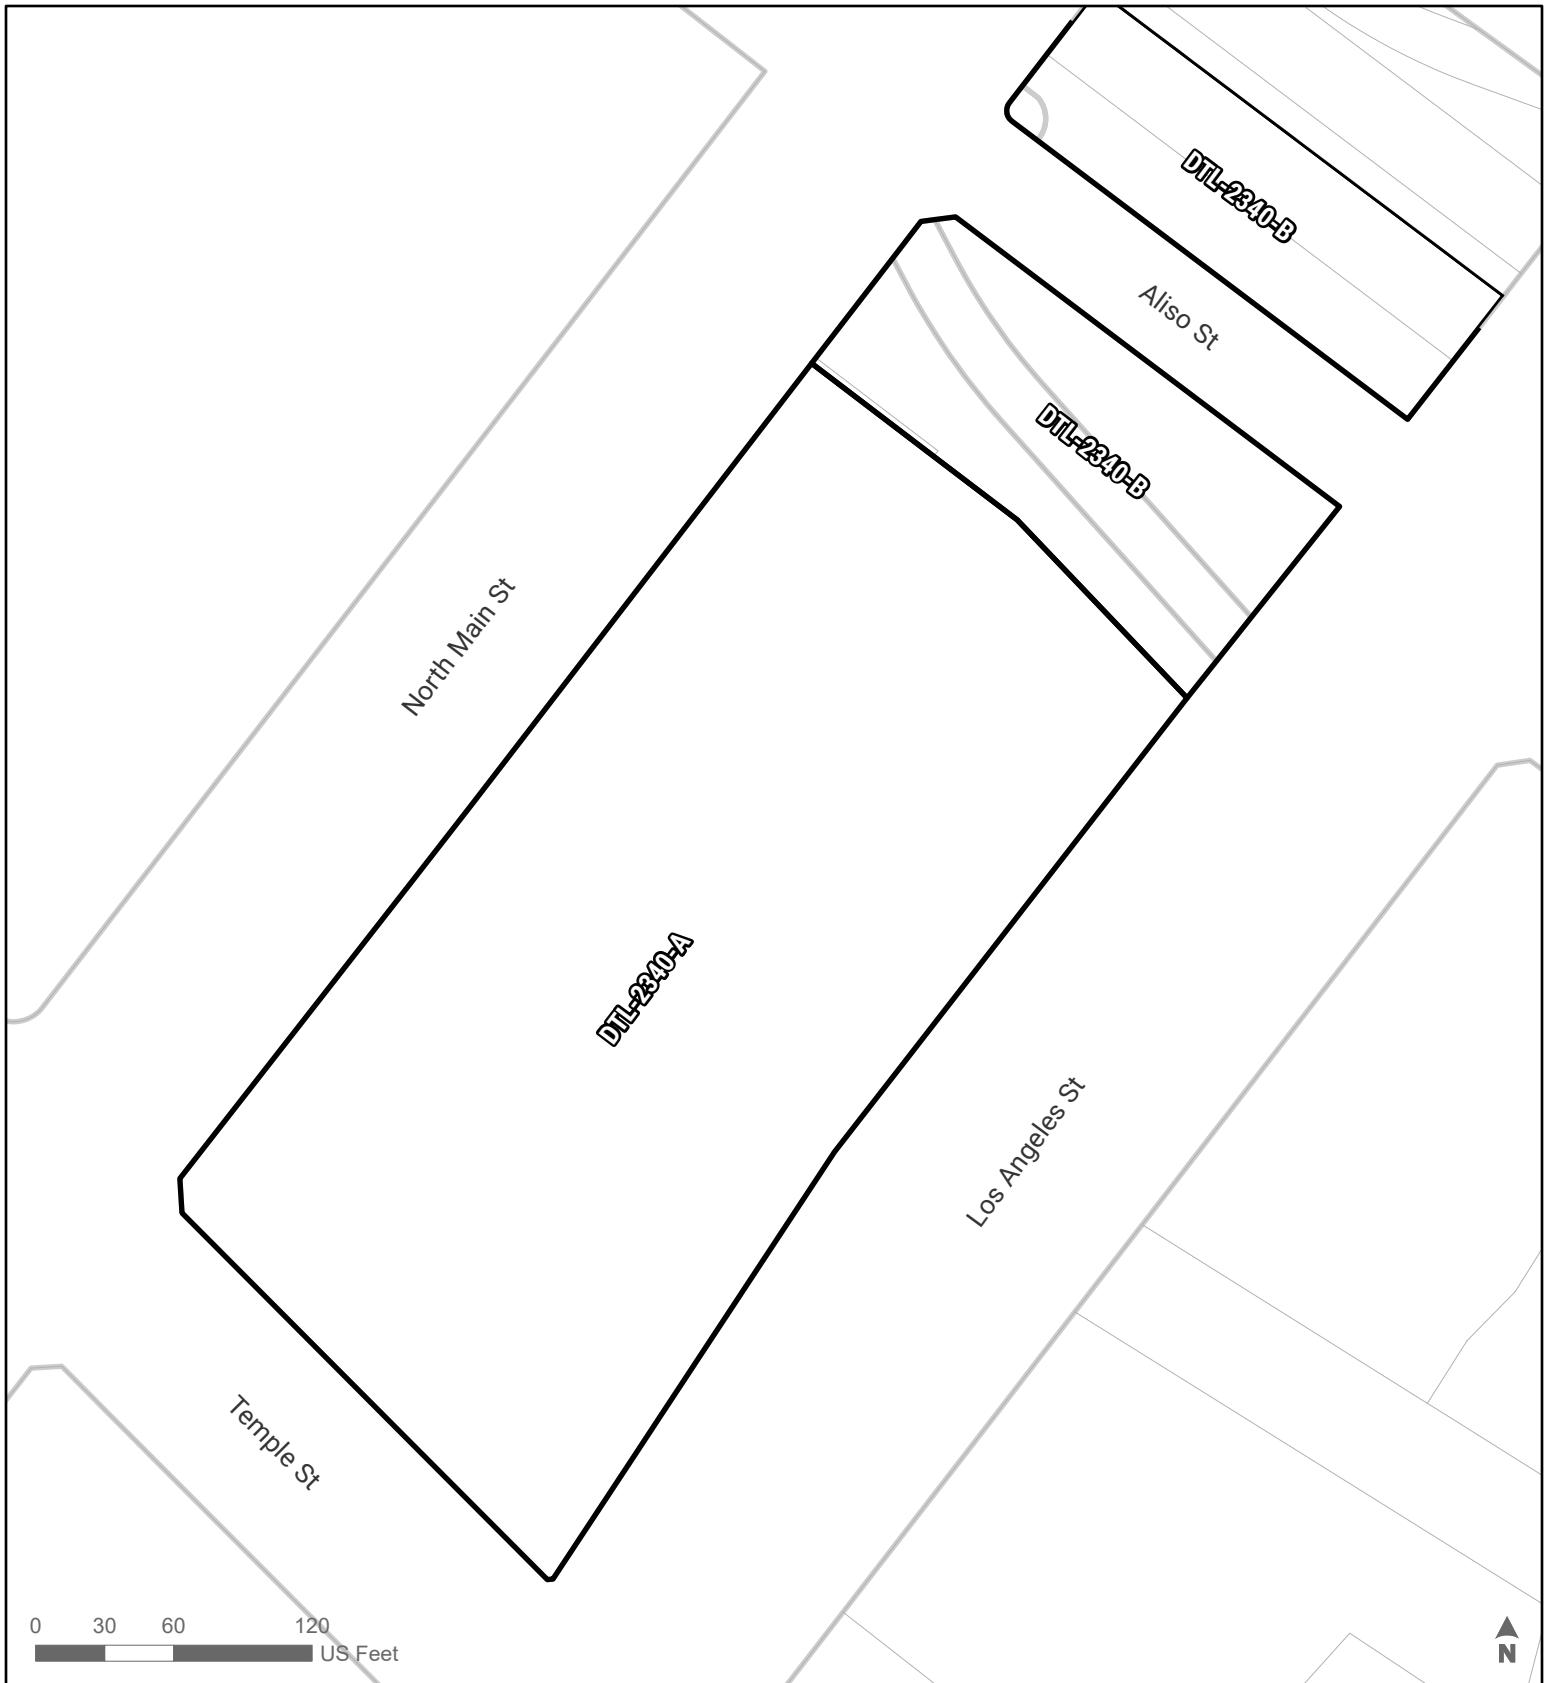 DTL-2340-B
Aliso St
DTL-2340-B
North Main St
DTL-2340-A
Los Angeles St
Temple St
0 30 60 120
US Feet
N